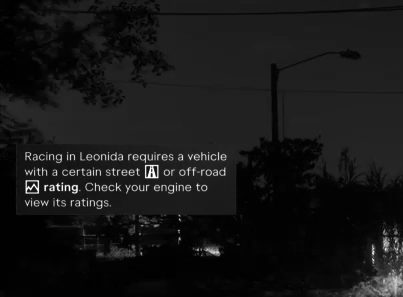 Racing in Leonida requires a vehicle
with a certain street or off-road
rating. Check your engine to
view its ratings.